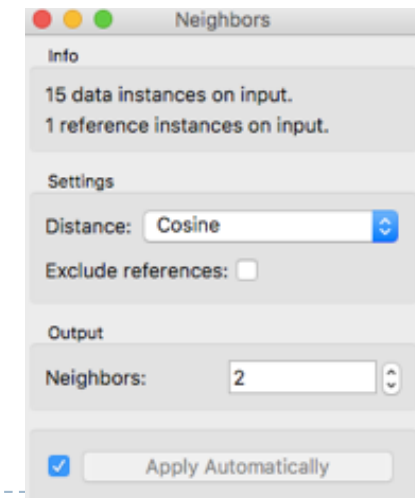 Neighbors
Info
15 data instances on input.
1 reference instances on input.
Settings
Distance: Cosine
Exclude references:
Output
Neighbors: 2
Apply Automatically